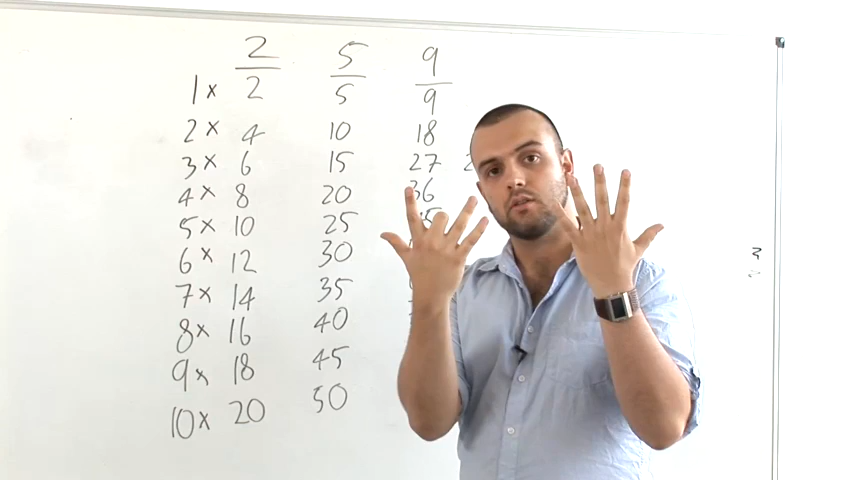 2 5 9
1x 2 5 9
2x 4 10 18
3x 6 15 27
4x 8 20 36
5x 10 25
6x 12 30
7x 14 35
8x 16 40
9x 18 45
10x 20 50